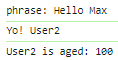 phrase: Hello Max
Yo! User2
User2 is aged: 100